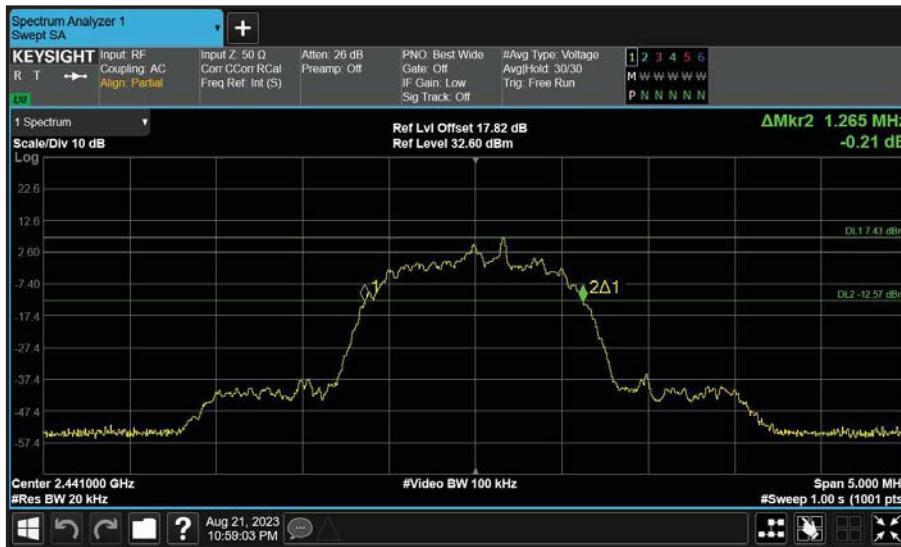 Spectrum Analyzer 1
Swept SA
+
KEYSIGHT
R T
LXI
Input: RF
Coupling: AC
Align: Partial
Input Z: 50 Ω
Corr CCorr RCal
Freq Ref: Int (S)
Atten: 26 dB
Preamp: Off
PNO: Best Wide
Gate: Off
IF Gain: Low
Sig Track: Off
#Avg Type: Voltage
Avg|Hold: 30/30
Trig: Free Run
1 2 3 4 5 6
M W W W W W
P N N N N N
1 Spectrum
Scale/Div 10 dB
Ref Lvl Offset 17.82 dB
Ref Level 32.60 dBm
ΔMkr2 1.265 MHz
-0.21 dB
Log
22.6
12.6
DL1 7.43 dBm
2.60
-7.40
1
2Δ1
DL2 -12.57 dBm
-17.4
-27.4
-37.4
-47.4
-57.4
Center 2.441000 GHz
#Video BW 100 kHz
Span 5.000 MH
#Res BW 20 kHz
#Sweep 1.00 s (1001 pts
?
Aug 21, 2023
10:59:03 PM